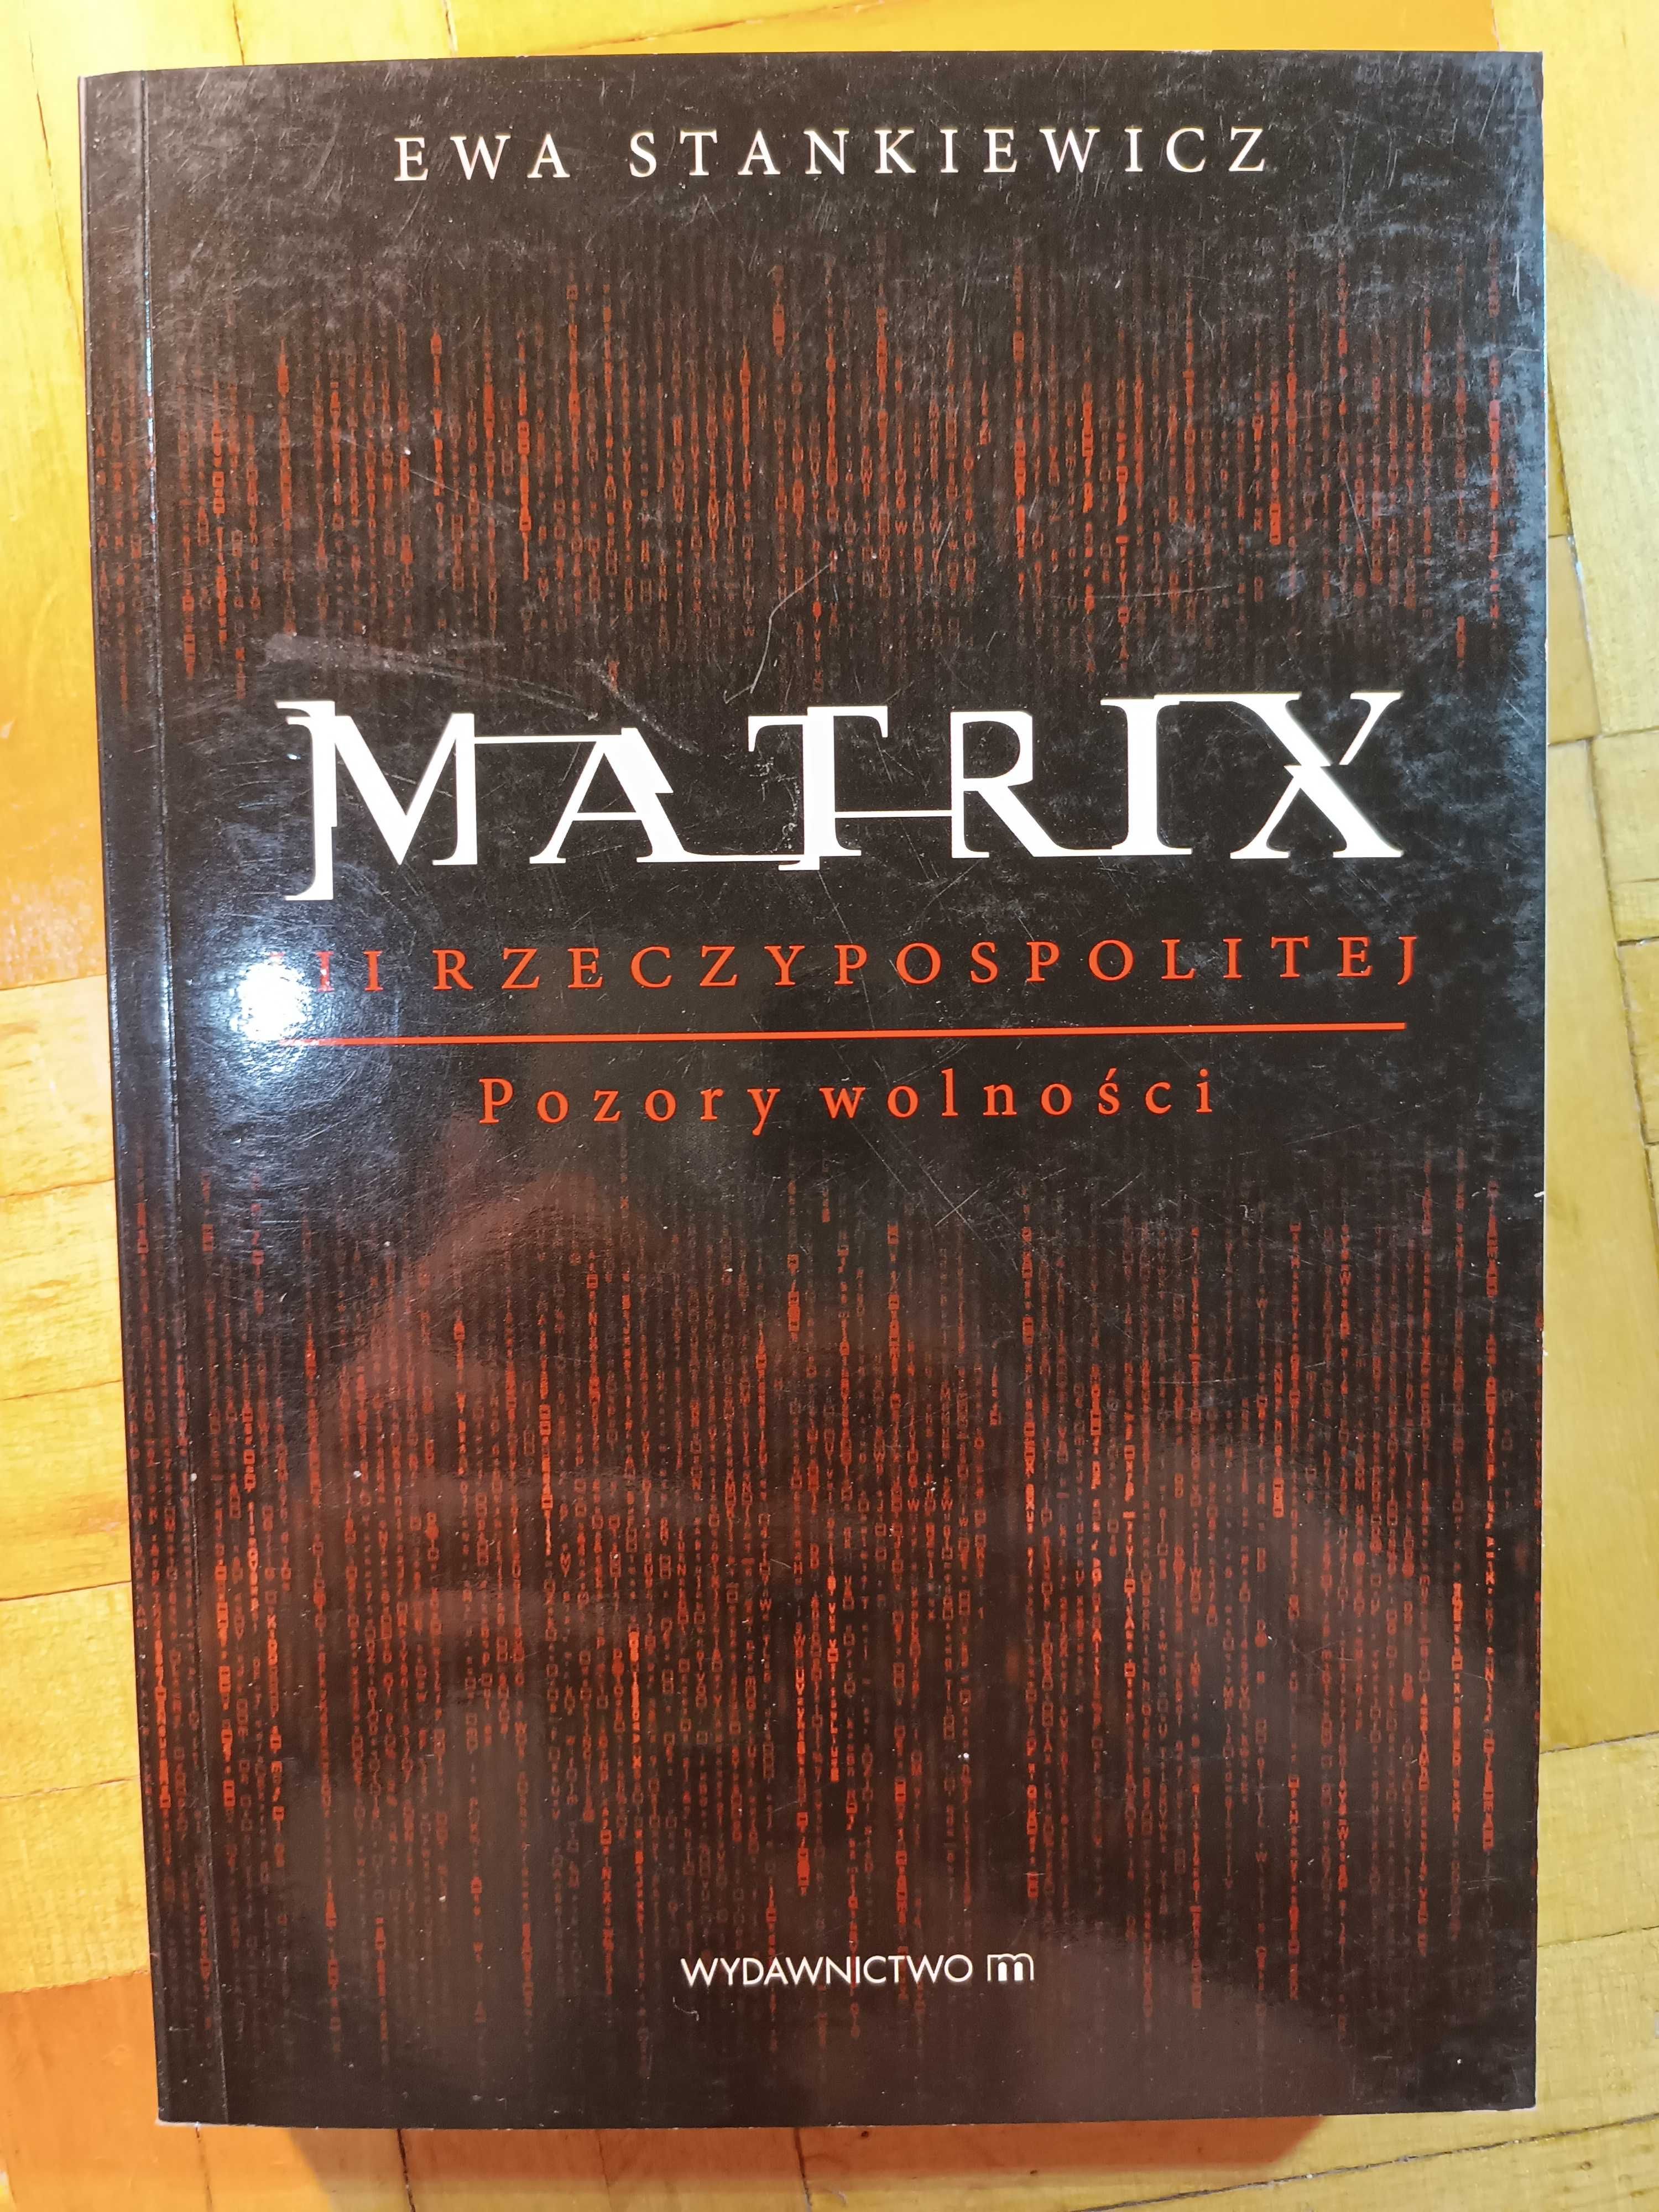 EWA STANKIEWICZ
MATRIX
III RZECZYPOSPOLITEJ
Pozory wolności
WYDAWNICTWO m